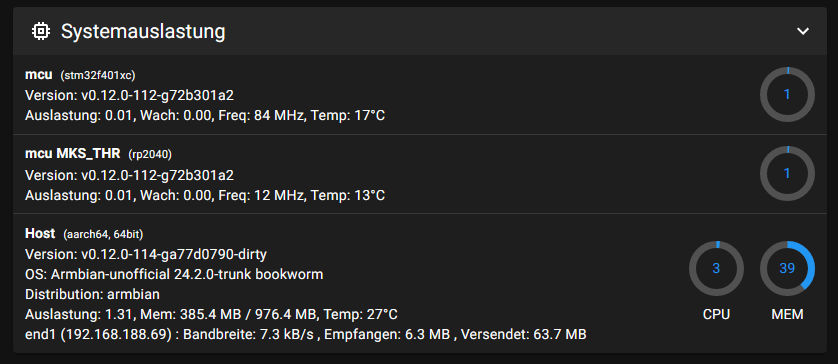 Systemauslastung
mcu (stm32f401xc)
Version: v0.12.0-112-g72b301a2
Auslastung: 0.01, Wach: 0.00, Freq: 84 MHz, Temp: 17°C
1
mcu MKS_THR (rp2040)
Version: v0.12.0-112-g72b301a2
Auslastung: 0.01, Wach: 0.00, Freq: 12 MHz, Temp: 13°C
1
Host (aarch64, 64bit)
Version: v0.12.0-114-ga77d0790-dirty
OS: Armbian-unofficial 24.2.0-trunk bookworm
Distribution: armbian
Auslastung: 1.31, Mem: 385.4 MB / 976.4 MB, Temp: 27°C
end1 (192.168.188.69) : Bandbreite: 7.3 kB/s , Empfangen: 6.3 MB , Versendet: 63.7 MB
3
CPU
39
MEM